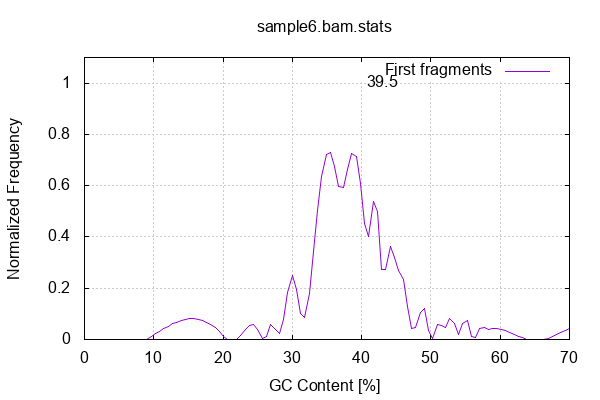 sample6.bam.stats
First fragments
39.5
Normalized Frequency
1
0.8
0.6
0.4
0.2
0
0 10 20 30 40 50 60 70
GC Content [%]